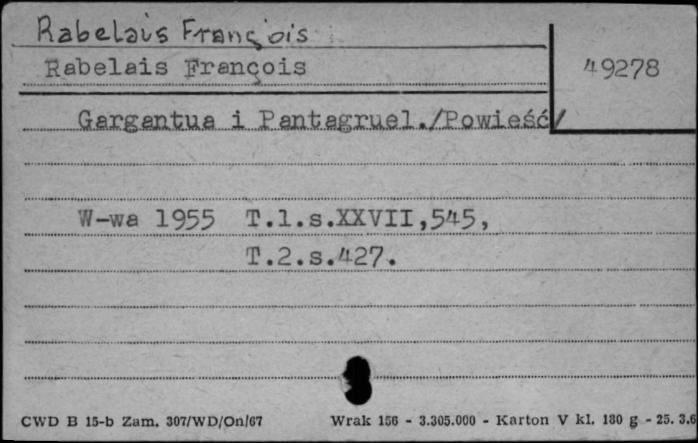 Rabelais François
Rabelais François
49278
Gargantua i Pantagruel./Powieść/
W-wa 1955 T.1.s.XXVII,545,
T.2.s.427.
CWD B 15-b Zam. 307/WD/On/67 Wrak 156 - 3.305.000 - Karton V kl. 180 g - 25. 3.6